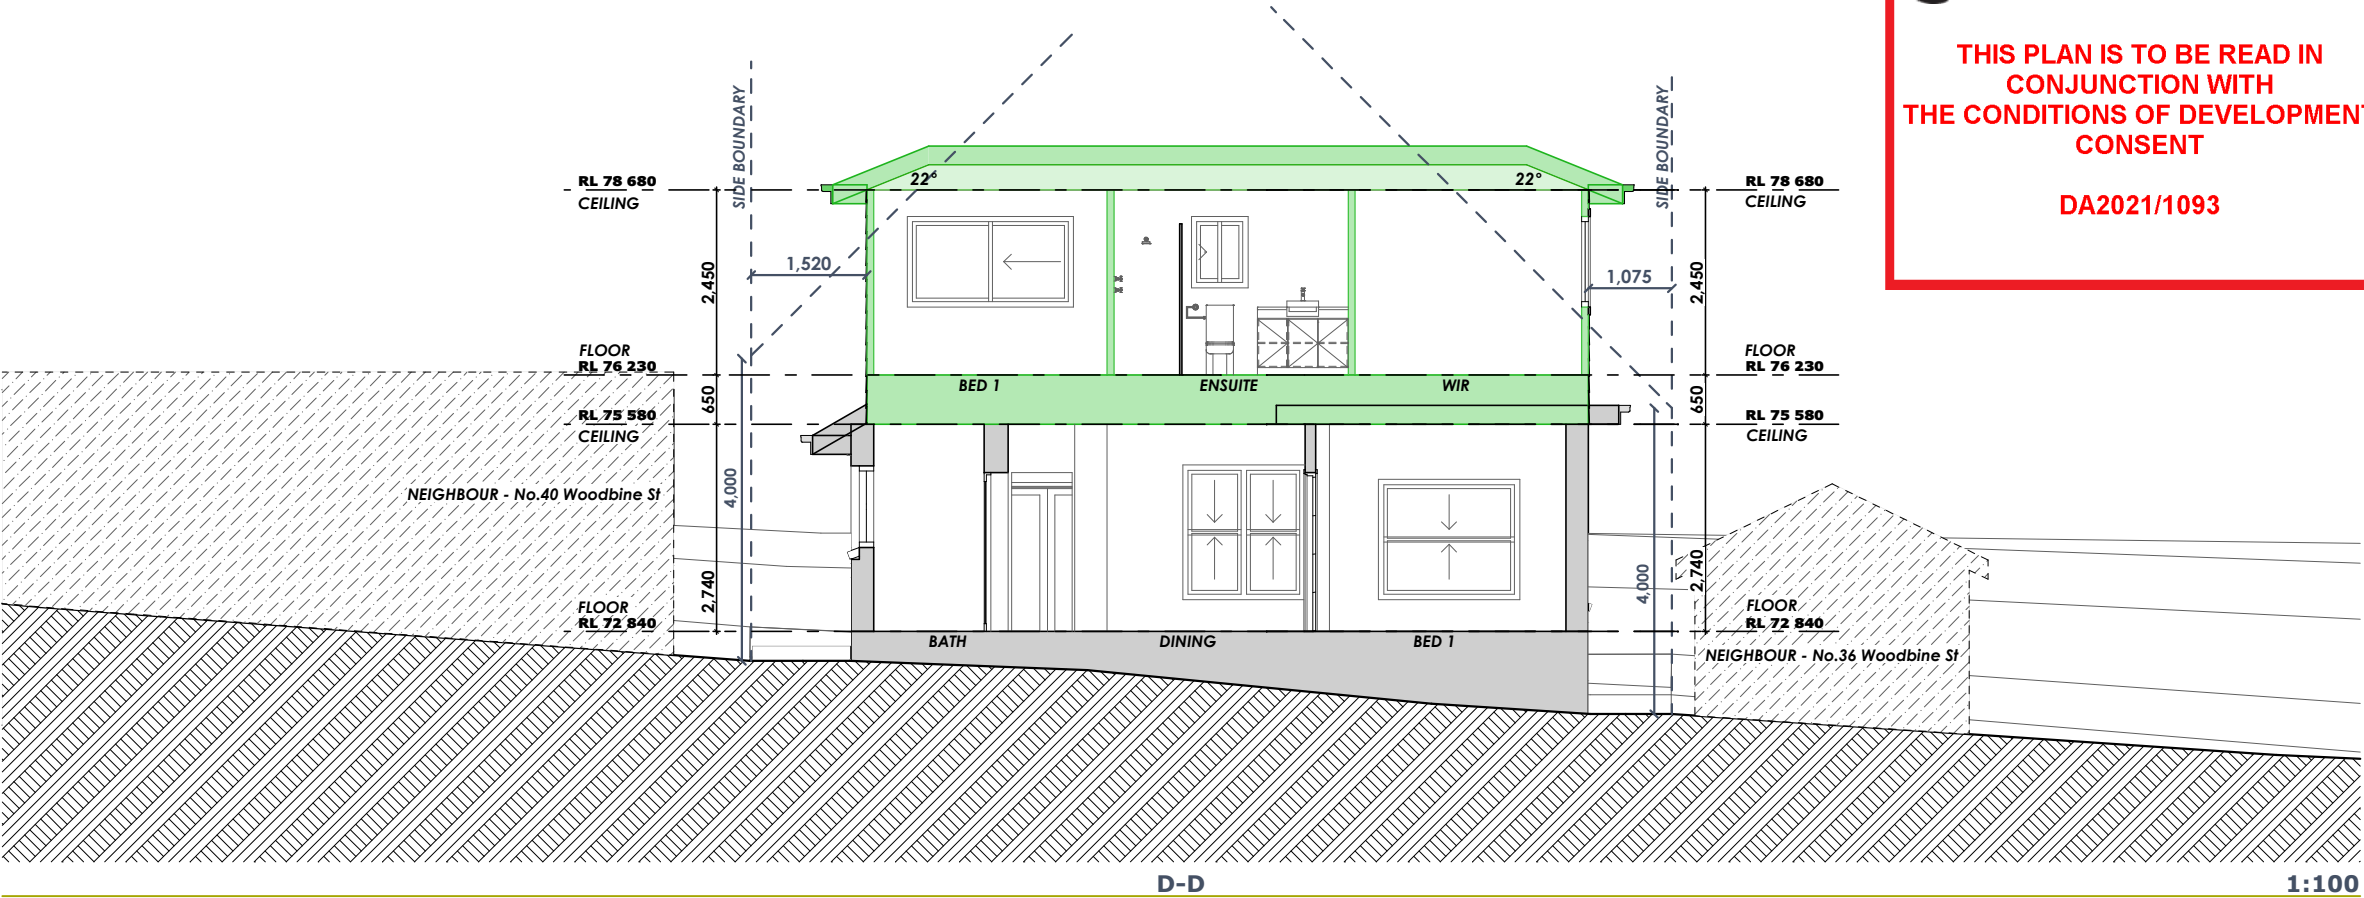 THIS PLAN IS TO BE READ IN
CONJUNCTION WITH
THE CONDITIONS OF DEVELOPMENT
CONSENT
DA2021/1093
SIDE BOUNDARY
SIDE BOUNDARY
RL 78 680
CEILING
22°
22°
RL 78 680
CEILING
1,520
1,075
2,450
2,450
FLOOR
RL 76 230
FLOOR
RL 76 230
BED 1
ENSUITE
WIR
650
650
RL 75 580
CEILING
RL 75 580
CEILING
NEIGHBOUR - No.40 Woodbine St
4,000
4,000
2,740
2,740
FLOOR
RL 72 840
FLOOR
RL 72 840
BATH
DINING
BED 1
NEIGHBOUR - No.36 Woodbine St
D-D
1:100